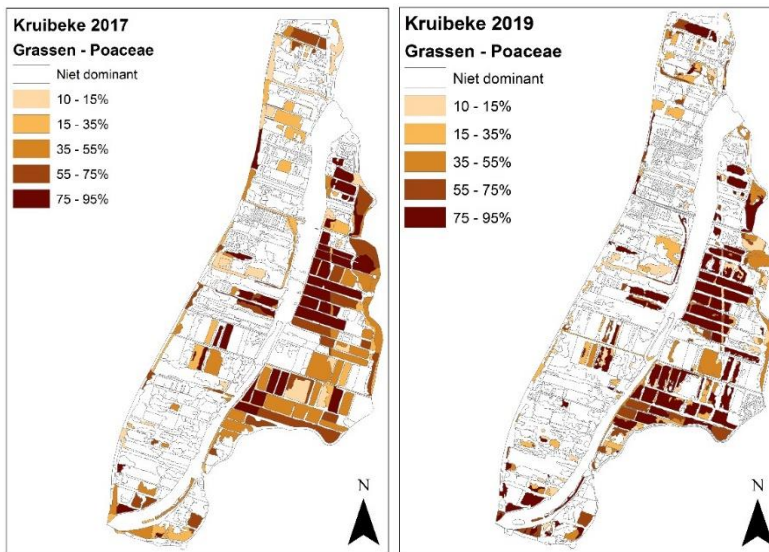 Kruibeke 2017
Grassen - Poaceae
Niet dominant
10 - 15%
15 - 35%
35 - 55%
55 - 75%
75 - 95%
N
Kruibeke 2019
Grassen - Poaceae
Niet dominant
10 - 15%
15 - 35%
35 - 55%
55 - 75%
75 - 95%
N